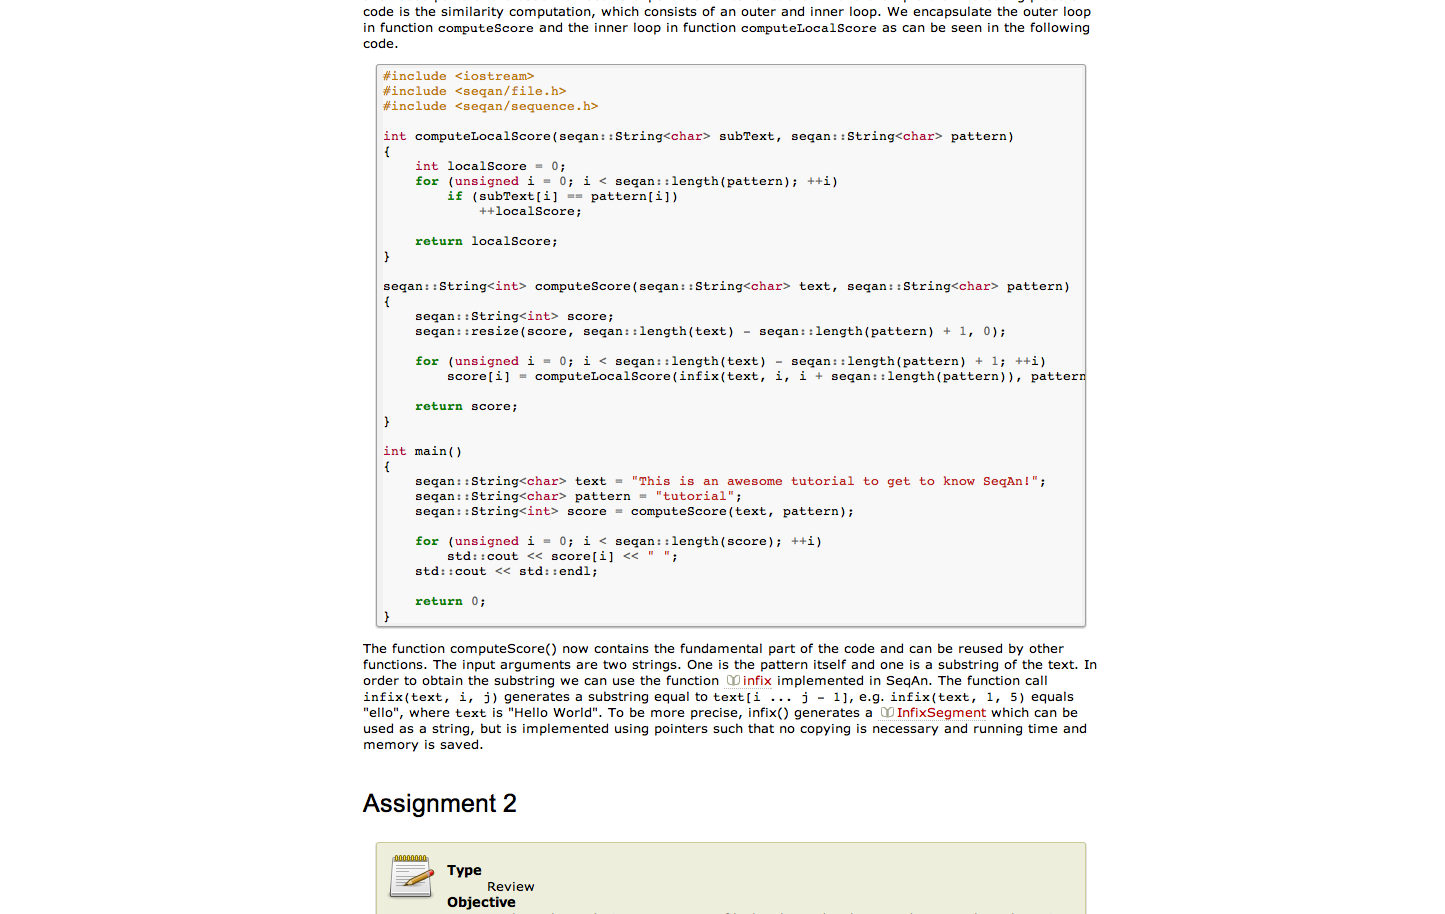 code is the similarity computation, which consists of an outer and inner loop. We encapsulate the outer loop
in function computeScore and the inner loop in function computeLocalScore as can be seen in the following
code.
#include <iostream>
#include <seqan/file.h>
#include <seqan/sequence.h>
int computeLocalScore(seqan::String<char> subText, seqan::String<char> pattern)
{
    int localScore = 0;
    for (unsigned i = 0; i < seqan::length(pattern); ++i)
        if (subText[i] == pattern[i])
            ++localScore;
    return localScore;
}
seqan::String<int> computeScore(seqan::String<char> text, seqan::String<char> pattern)
{
    seqan::String<int> score;
    seqan::resize(score, seqan::length(text) - seqan::length(pattern) + 1, 0);
    for (unsigned i = 0; i < seqan::length(text) - seqan::length(pattern) + 1; ++i)
        score[i] = computeLocalScore(infix(text, i, i + seqan::length(pattern)), pattern
    return score;
}
int main()
{
    seqan::String<char> text = "This is an awesome tutorial to get to know SeqAn!";
    seqan::String<char> pattern = "tutorial";
    seqan::String<int> score = computeScore(text, pattern);
    for (unsigned i = 0; i < seqan::length(score); ++i)
        std::cout << score[i] << " ";
    std::cout << std::endl;
    return 0;
}
The function computeScore() now contains the fundamental part of the code and can be reused by other
functions. The input arguments are two strings. One is the pattern itself and one is a substring of the text. In
order to obtain the substring we can use the function infix implemented in SeqAn. The function call
infix(text, i, j) generates a substring equal to text[i ... j - 1], e.g. infix(text, 1, 5) equals
"ello", where text is "Hello World". To be more precise, infix() generates a InfixSegment which can be
used as a string, but is implemented using pointers such that no copying is necessary and running time and
memory is saved.
Assignment 2
Type
Review
Objective